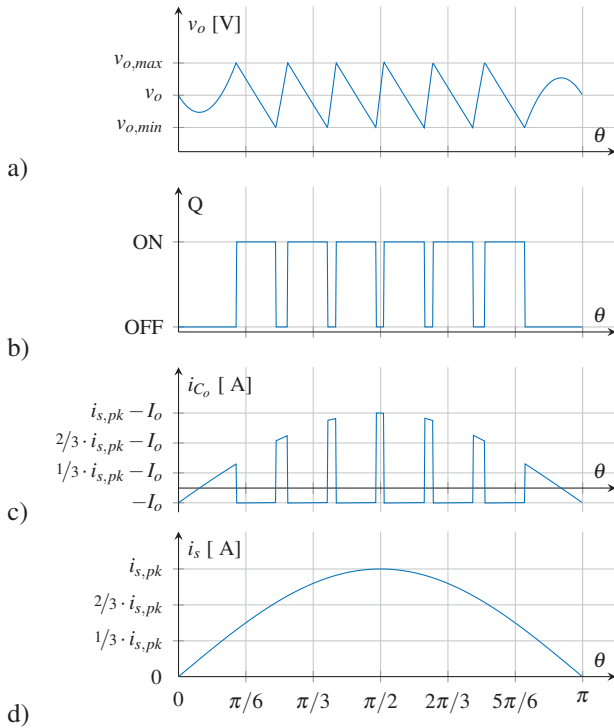 v_o [V]
v_{o,max}
v_o
v_{o,min}
θ
a)
Q
ON
OFF
θ
b)
i_{C_o} [ A]
i_{s,pk} − I_o
2/3 · i_{s,pk} − I_o
1/3 · i_{s,pk} − I_o
−I_o
θ
c)
i_s [ A]
i_{s,pk}
2/3 · i_{s,pk}
1/3 · i_{s,pk}
0
θ
d)
0 π/6 π/3 π/2 2π/3 5π/6 π